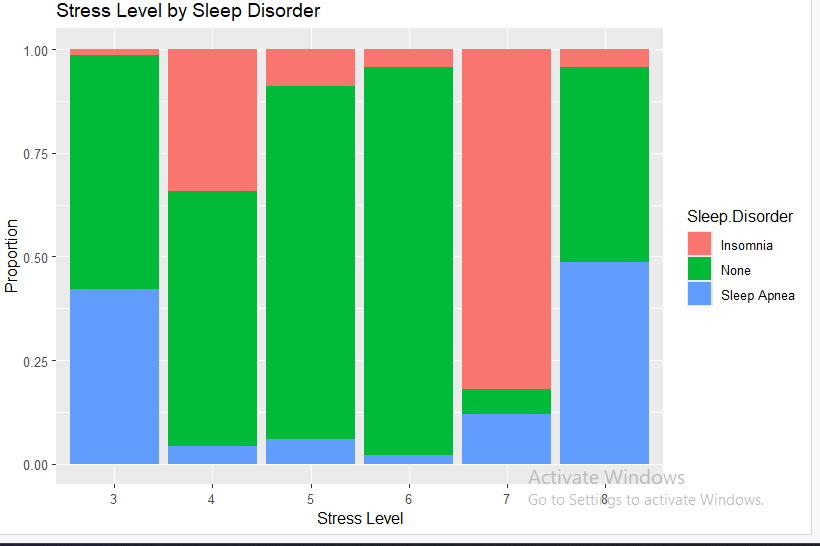 Stress Level by Sleep Disorder
1.00
0.75
0.50
0.25
0.00
Proportion
3 4 5 6 7 8
Stress Level
Sleep.Disorder
Insomnia
None
Sleep Apnea
Activate Windows
Go to Settings to activate Windows.